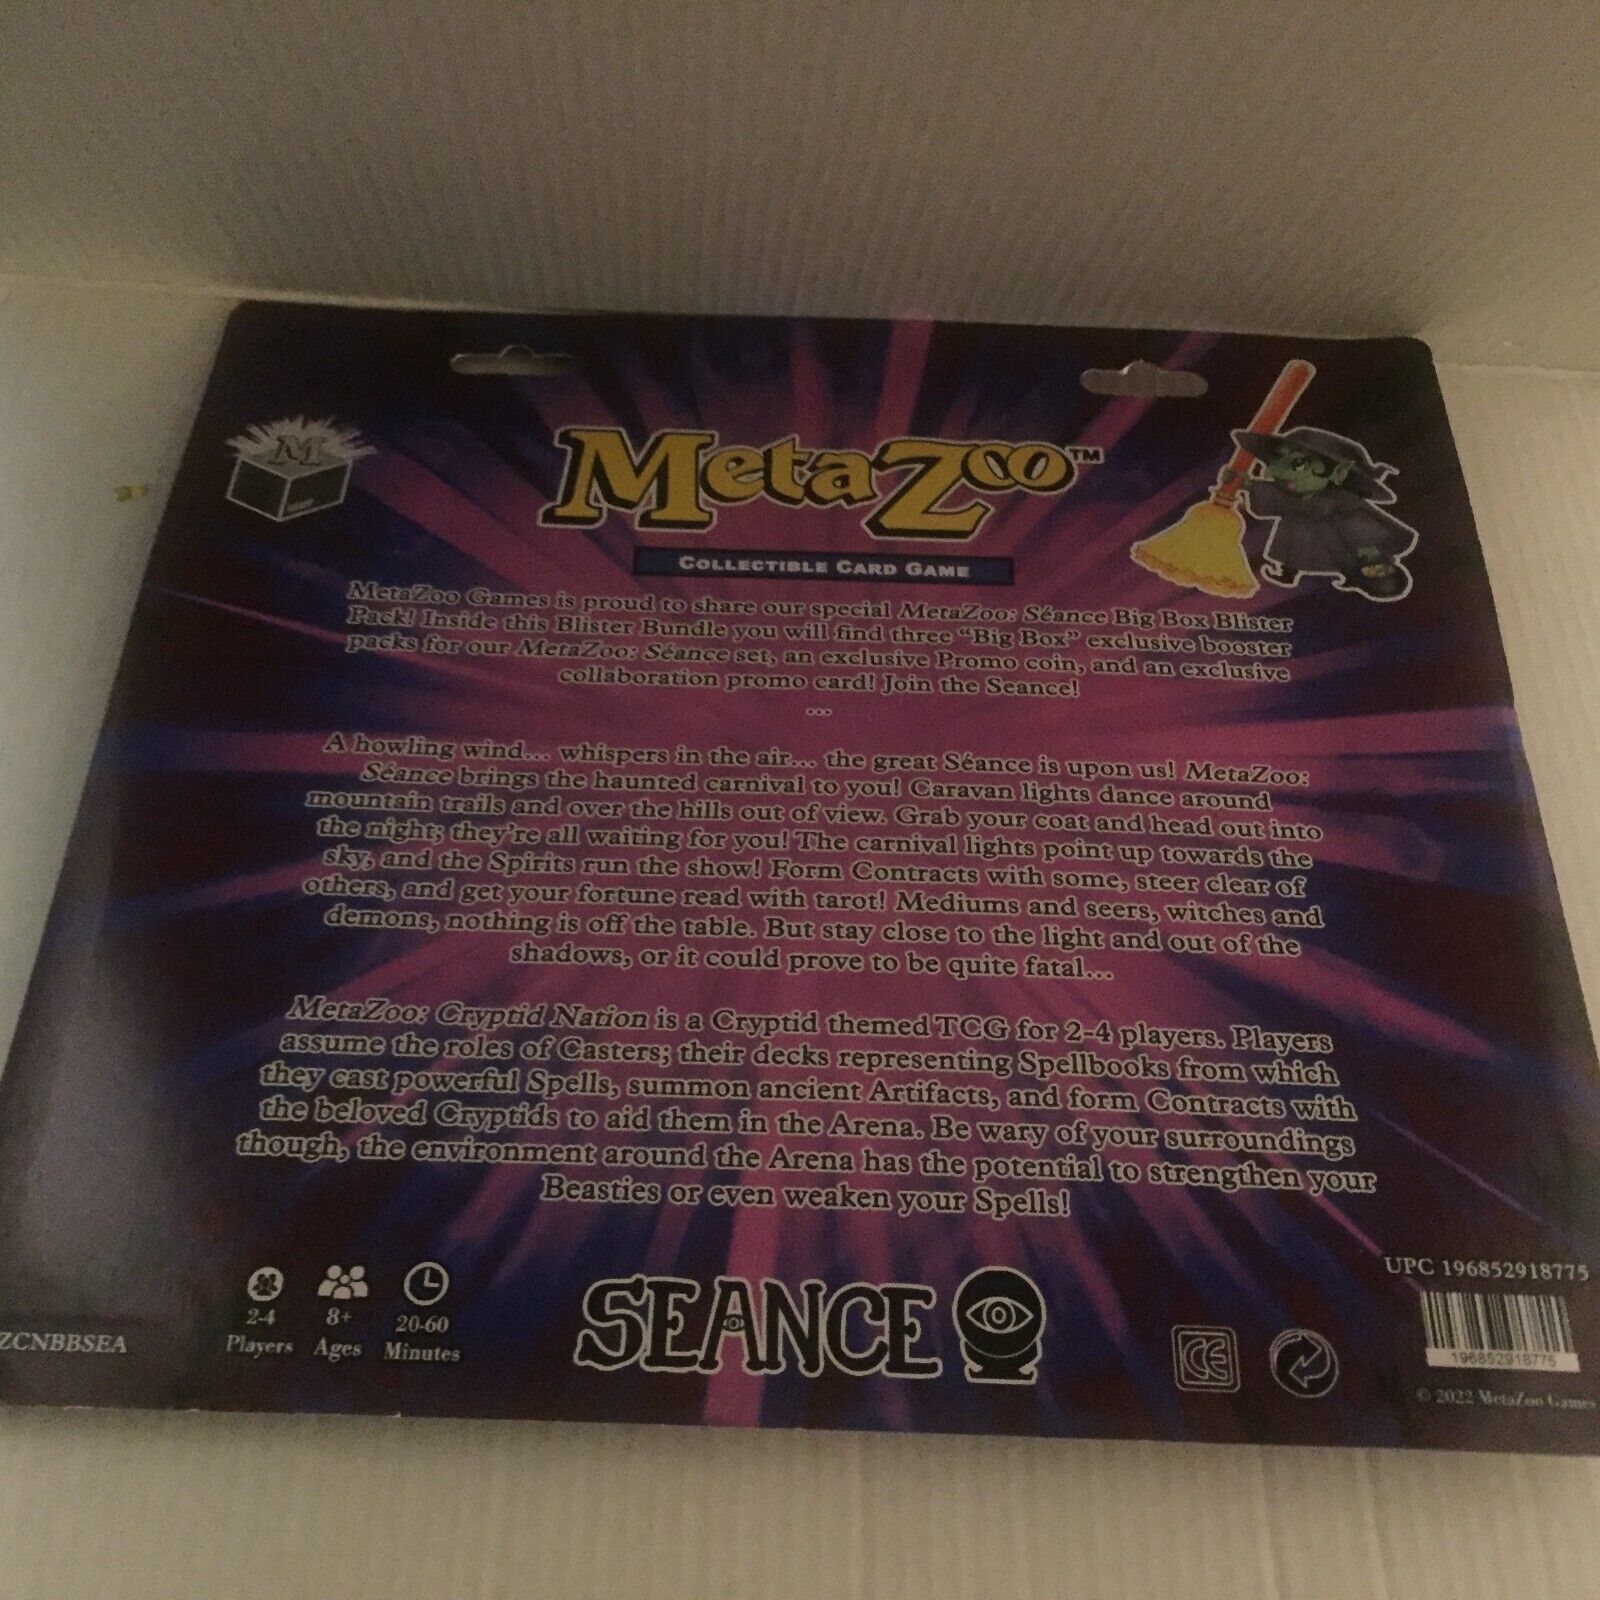 M
MetaZoo™
COLLECTIBLE CARD GAME
MetaZoo Games is proud to share our special MetaZoo: Séance Big Box Blister
Pack! Inside this Blister Bundle you will find three "Big Box" exclusive booster
packs for our MetaZoo: Séance set, an exclusive Promo coin, and an exclusive
collaboration promo card! Join the Seance!
...
A howling wind... whispers in the air... the great Séance is upon us! MetaZoo:
Séance brings the haunted carnival to you! Caravan lights dance around
mountain trails and over the hills out of view. Grab your coat and head out into
the night; they're all waiting for you! The carnival lights point up towards the
sky, and the Spirits run the show! Form Contracts with some, steer clear of
others, and get your fortune read with tarot! Mediums and seers, witches and
demons, nothing is off the table. But stay close to the light and out of the
shadows, or it could prove to be quite fatal...
MetaZoo: Cryptid Nation is a Cryptid themed TCG for 2-4 players. Players
assume the roles of Casters; their decks representing Spellbooks from which
they cast powerful Spells, summon ancient Artifacts, and form Contracts with
the beloved Cryptids to aid them in the Arena. Be wary of your surroundings
though, the environment around the Arena has the potential to strengthen your
Beasties or even weaken your Spells!
ZCNBBSEA
2-4
Players
8+
Ages
20-60
Minutes
SEANCE
CE
UPC 196852918775
196852918775
© 2022 MetaZoo Games